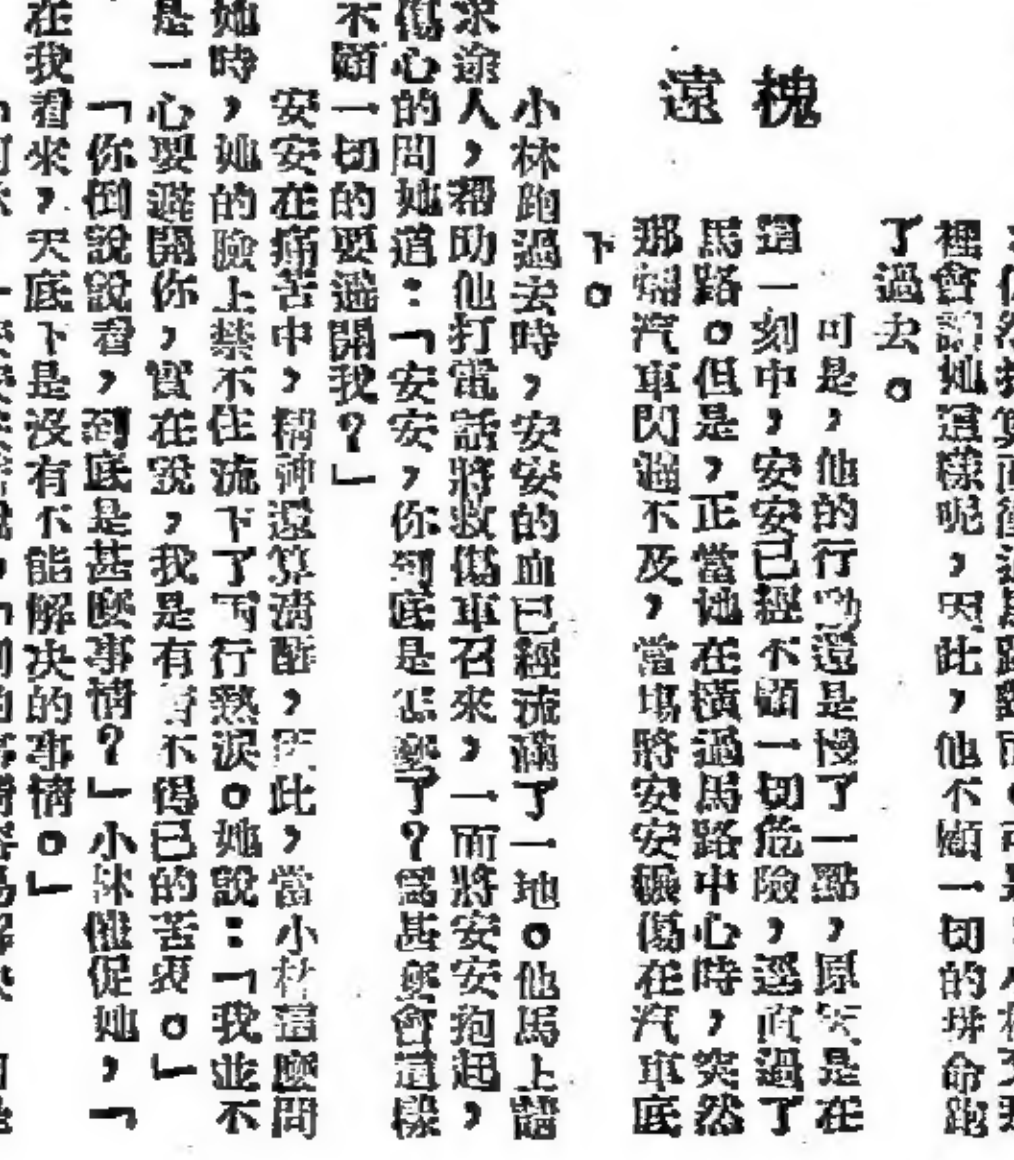 裡會讓她這樣呢，因此，他不顧一切的拼命跑
了過去。
可是，他的行動還是慢了一點，原來是在
這一刻中，安安已經不顧一切危險，逕直過了
馬路。但是，正當她在橫過馬路中心時，突然
那輛汽車閃避不及，當場將安安輾傷在汽車底
下。
愧
遠
小林跑過去時，安安的血已經流滿了一地。他馬上請
求途人，帮助他打電話將救傷車召來，一面將安安抱起，
傷心的問她道：「安安，你到底是怎麼了？爲甚麼會這樣
不顧一切的要避開我？」
安安在痛苦中，精神還算清醒，因此，當小林這麼問
她時，她的臉上禁不住流下了兩行熱淚。她說：「我並不
是一心要避開你，實在說，我是有着不得已的苦衷。」
「你倒說說看，到底是甚麼事情？」小林催促她，「
在我看來，天底下是沒有不能解决的事情。」